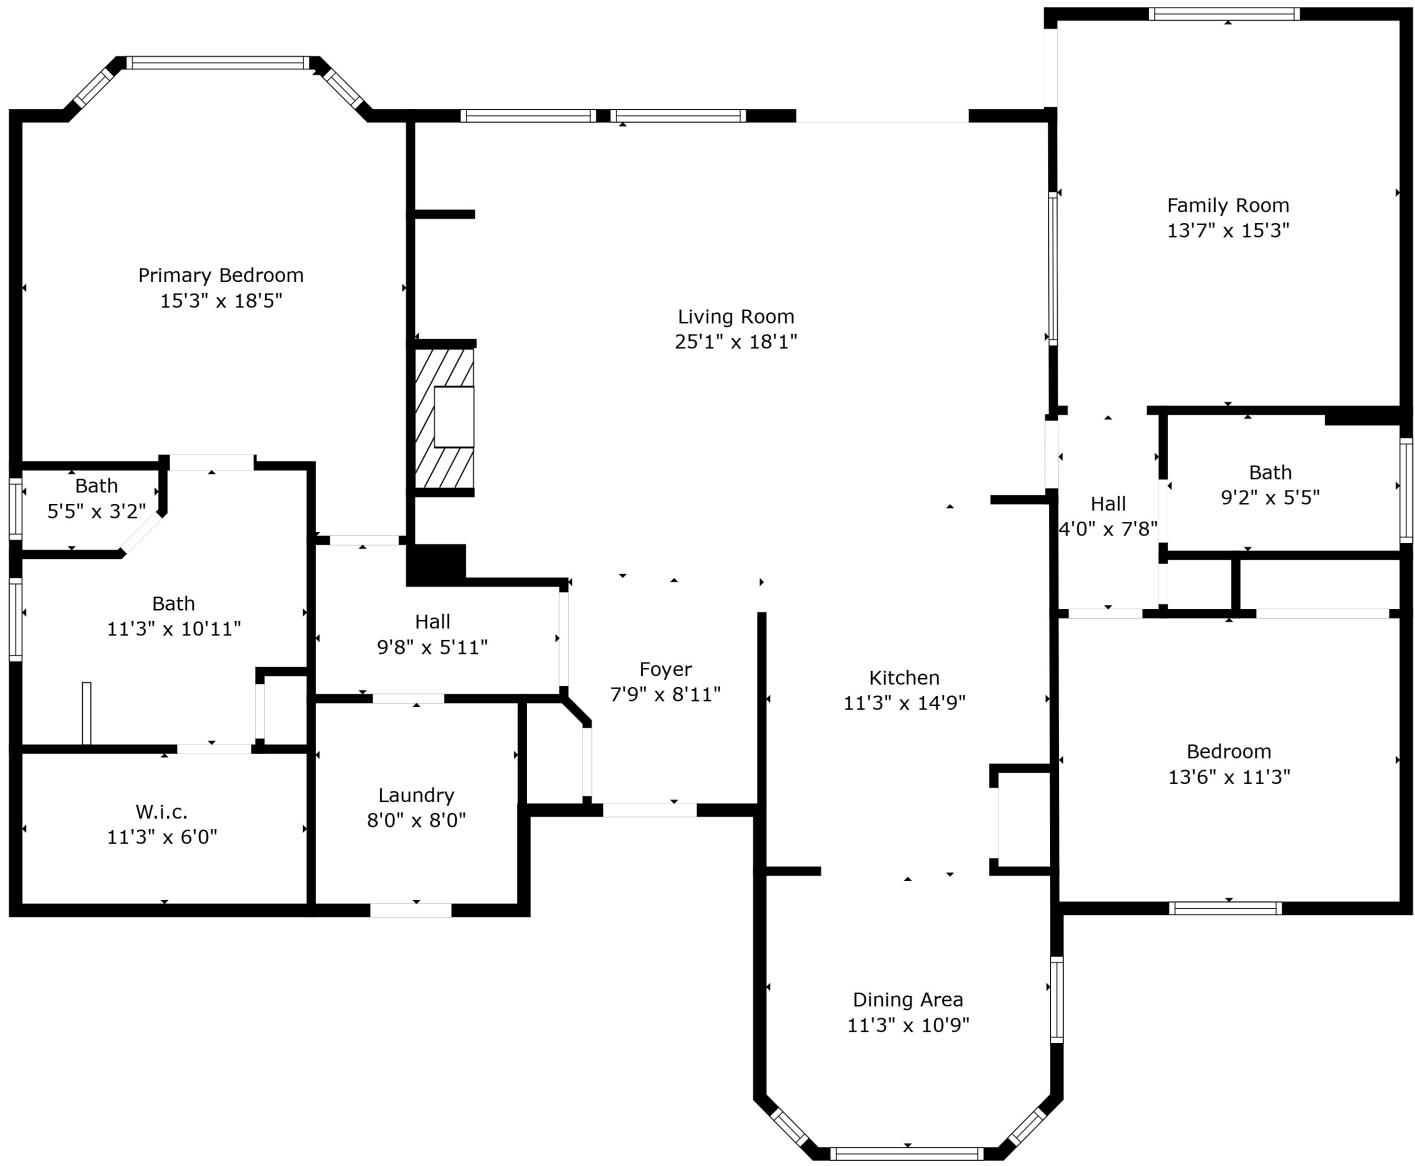 Family Room
13'7" x 15'3"
Primary Bedroom
15'3" x 18'5"
Living Room
25'1" x 18'1"
Bath
5'5" x 3'2"
Bath
9'2" x 5'5"
Hall
4'0" x 7'8"
Bath
11'3" x 10'11"
Hall
9'8" x 5'11"
Foyer
7'9" x 8'11"
Kitchen
11'3" x 14'9"
Bedroom
13'6" x 11'3"
W.i.c.
11'3" x 6'0"
Laundry
8'0" x 8'0"
Dining Area
11'3" x 10'9"